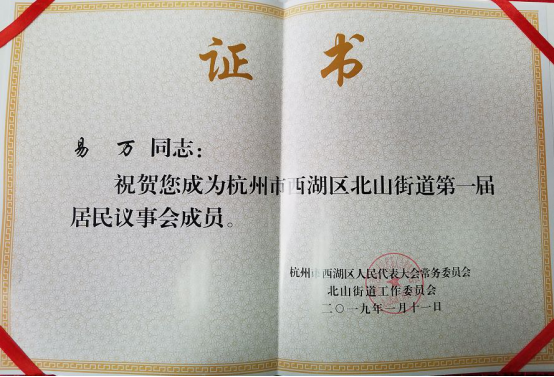 证书
易万 同志：
祝贺您成为杭州市西湖区北山街道第一届
居民议事会成员。
杭州市西湖区人民代表大会常务委员会
北山街道工作委员会
二〇一九年一月十一日